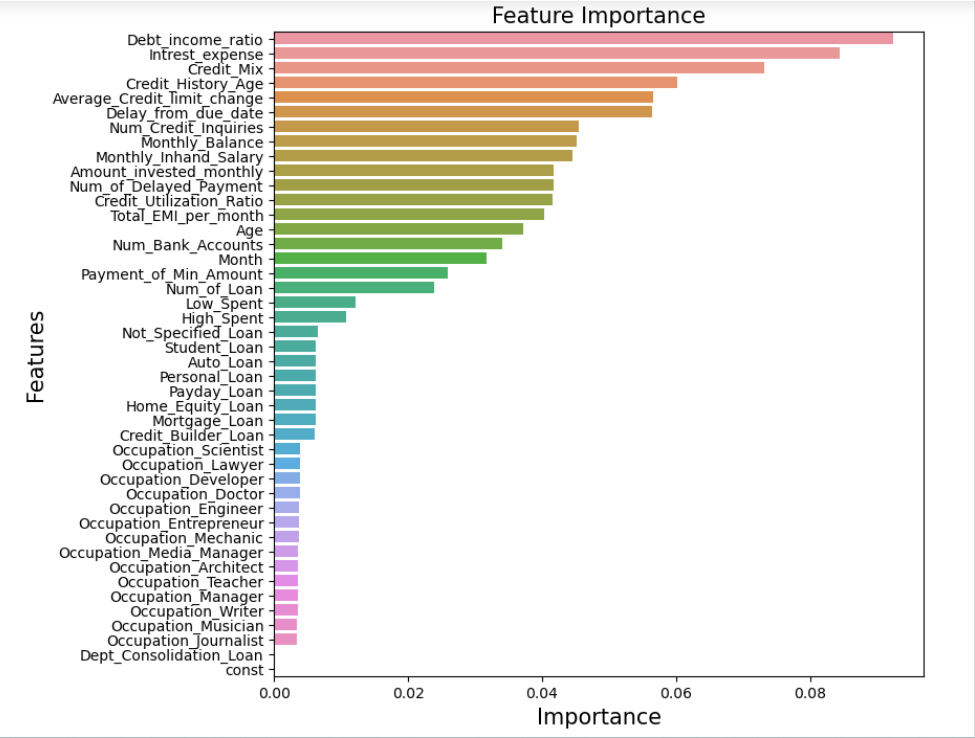 Feature Importance
Debt_income_ratio
Intrest_expense
Credit_Mix
Credit_History_Age
Average_Credit_limit_change
Delay_from_due_date
Num_Credit_Inquiries
Monthly_Balance
Monthly_Inhand_Salary
Amount_invested_monthly
Num_of_Delayed_Payment
Credit_Utilization_Ratio
Total_EMI_per_month
Age
Num_Bank_Accounts
Month
Payment_of_Min_Amount
Num_of_Loan
Low_Spent
High_Spent
Not_Specified_Loan
Student_Loan
Auto_Loan
Personal_Loan
Payday_Loan
Home_Equity_Loan
Mortgage_Loan
Credit_Builder_Loan
Occupation_Scientist
Occupation_Lawyer
Occupation_Developer
Occupation_Doctor
Occupation_Engineer
Occupation_Entrepreneur
Occupation_Mechanic
Occupation_Media_Manager
Occupation_Architect
Occupation_Teacher
Occupation_Manager
Occupation_Writer
Occupation_Musician
Occupation_Journalist
Dept_Consolidation_Loan
const
Features
0.00 0.02 0.04 0.06 0.08
Importance